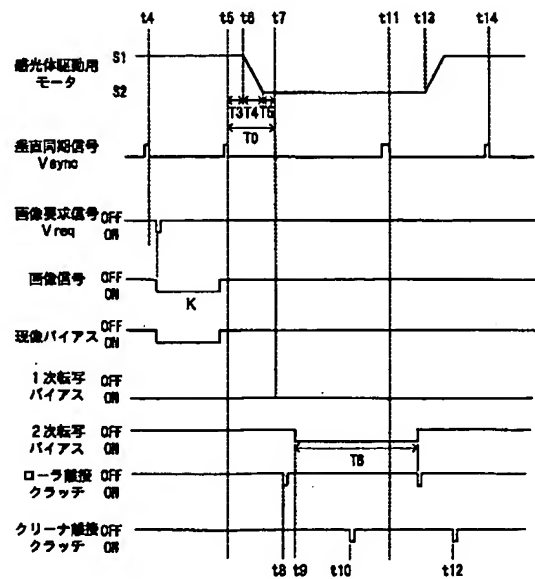 t4 t5 t6 t7 t11 t13 t14
感光体駆動用
モータ
S1
S2
T3 T4 T5
T0
垂直同期信号
Vsync
画像要求信号
Vreq
OFF
ON
画像信号
OFF
ON
K
現像バイアス
OFF
ON
1次転写
バイアス
OFF
ON
2次転写
バイアス
OFF
ON
T6
ローラ離接
クラッチ
OFF
ON
クリーナ離接
クラッチ
OFF
ON
t8 t9 t10 t12